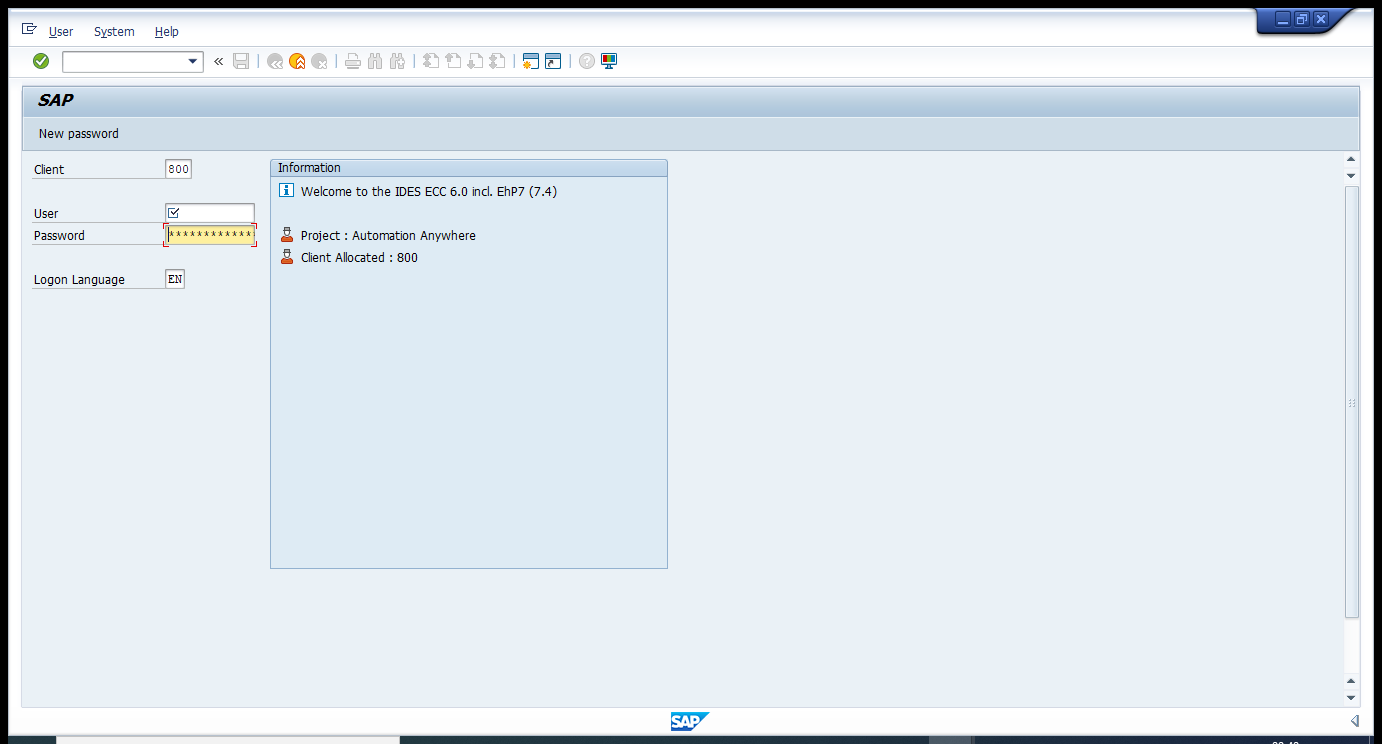 User System Help
SAP
New password
Client 800
Information
Welcome to the IDES ECC 6.0 incl. EhP7 (7.4)
User
Password ************
Project : Automation Anywhere
Client Allocated : 800
Logon Language EN
SAP